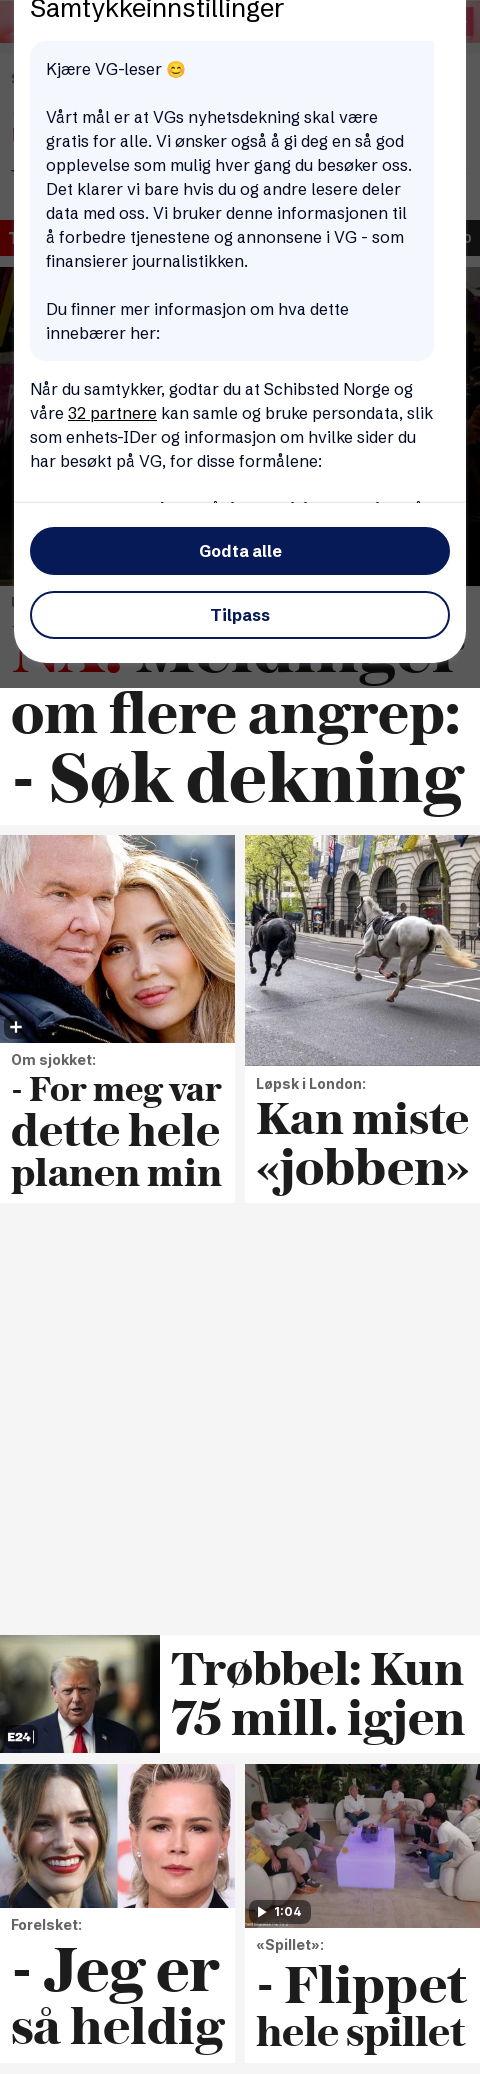 Samtykkeinnstillinger
Kjære VG-leser 😊
Vårt mål er at VGs nyhetsdekning skal være
gratis for alle. Vi ønsker også å gi deg en så god
opplevelse som mulig hver gang du besøker oss.
Det klarer vi bare hvis du og andre lesere deler
data med oss. Vi bruker denne informasjonen til
å forbedre tjenestene og annonsene i VG - som
finansierer journalistikken.
Du finner mer informasjon om hva dette
innebærer her:
Når du samtykker, godtar du at Schibsted Norge og
våre 32 partnere kan samle og bruke persondata, slik
som enhets-IDer og informasjon om hvilke sider du
har besøkt på VG, for disse formålene:
Godta alle
Tilpass
om flere angrep:
- Søk dekning
Om sjokket:
- For meg var
dette hele
planen min
Løpsk i London:
Kan miste
«jobben»
E24
Trøbbel: Kun
75 mill. igjen
Forelsket:
- Jeg er
så heldig
1:04
«Spillet»:
- Flippet
hele spillet